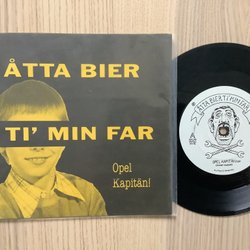 ÅTTA BIER
TI' MIN FAR
Opel
Kapitän!
ÅTTA BIER TI' MIN FAR
OPEL KAPITÄN